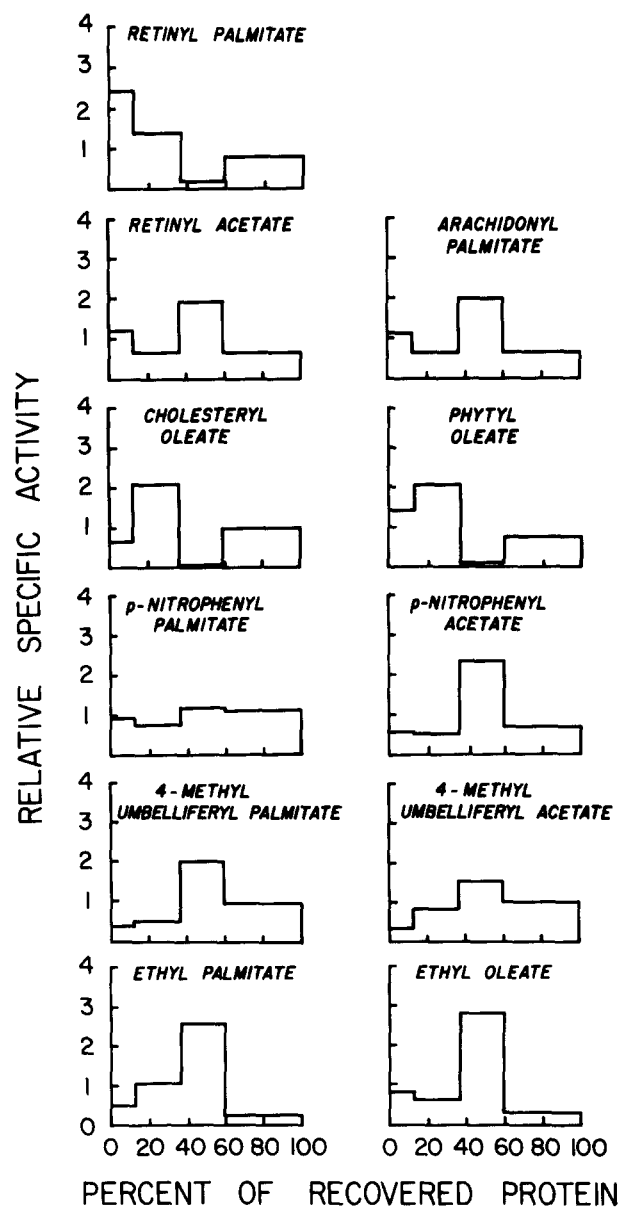 RETINYL PALMITATE
4
3
2
1
RETINYL ACETATE
4
3
2
1
ARACHIDONYL
PALMITATE
CHOLESTERYL
OLEATE
4
3
2
1
PHYTYL
OLEATE
p-NITROPHENYL
PALMITATE
4
3
2
1
p-NITROPHENYL
ACETATE
4-METHYL
UMBELLIFERYL PALMITATE
4
3
2
1
4-METHYL
UMBELLIFERYL ACETATE
ETHYL PALMITATE
4
3
2
1
0
ETHYL OLEATE
0 20 40 60 80 100
0 20 40 60 80 100
RELATIVE SPECIFIC ACTIVITY
PERCENT OF RECOVERED PROTEIN